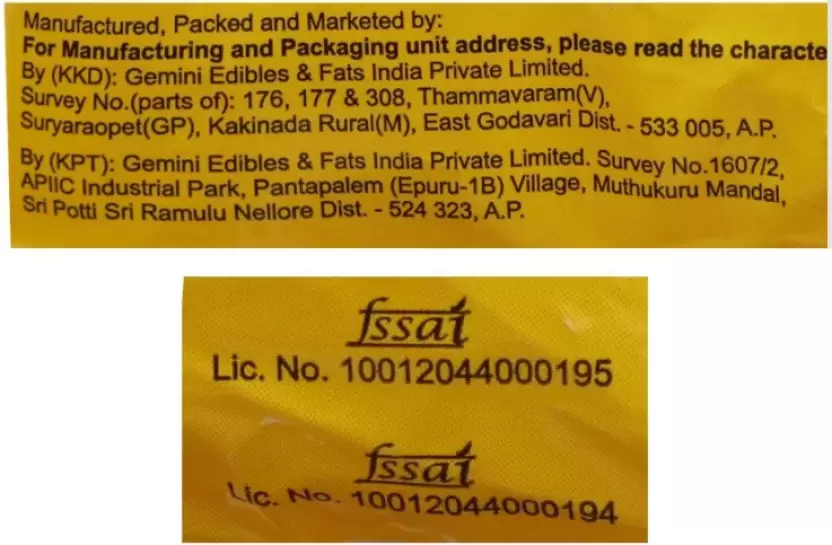 Manufactured, Packed and Marketed by:
For Manufacturing and Packaging unit address, please read the characte
By (KKD): Gemini Edibles & Fats India Private Limited.
Survey No.(parts of): 176, 177 & 308, Thammavaram(V),
Suryaraopet(GP), Kakinada Rural(M), East Godavari Dist. - 533 005, A.P.
By (KPT): Gemini Edibles & Fats India Private Limited. Survey No.1607/2,
APIIC Industrial Park, Pantapalem (Epuru-1B) Village, Muthukuru Mandal,
Sri Potti Sri Ramulu Nellore Dist. - 524 323, A.P.
fssai
Lic. No. 10012044000195
fssai
Lic. No. 10012044000194